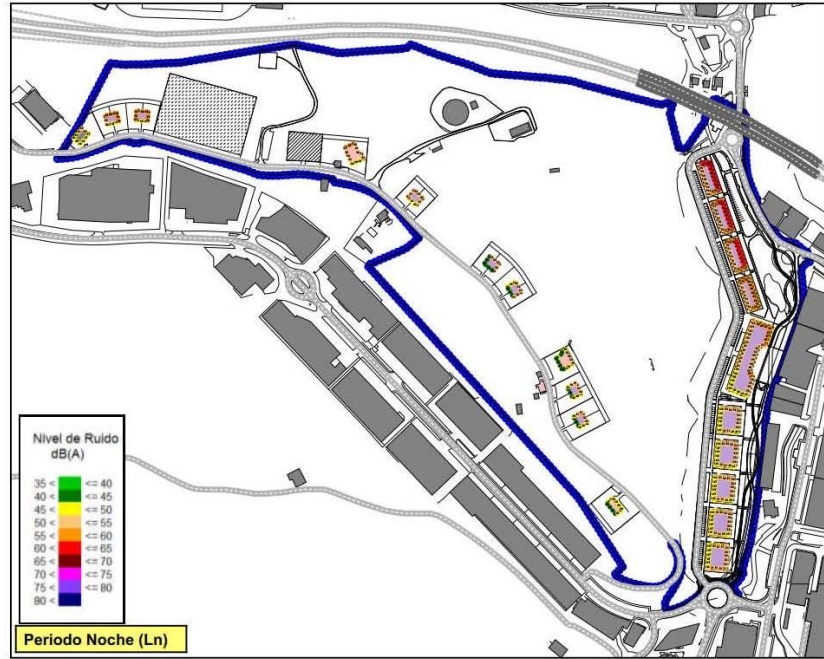 Nivel de Ruido
dB(A)
35 < <= 40
40 < <= 45
45 < <= 50
50 < <= 55
55 < <= 60
60 < <= 65
65 < <= 70
70 < <= 75
75 < <= 80
80 <
Periodo Noche (Ln)